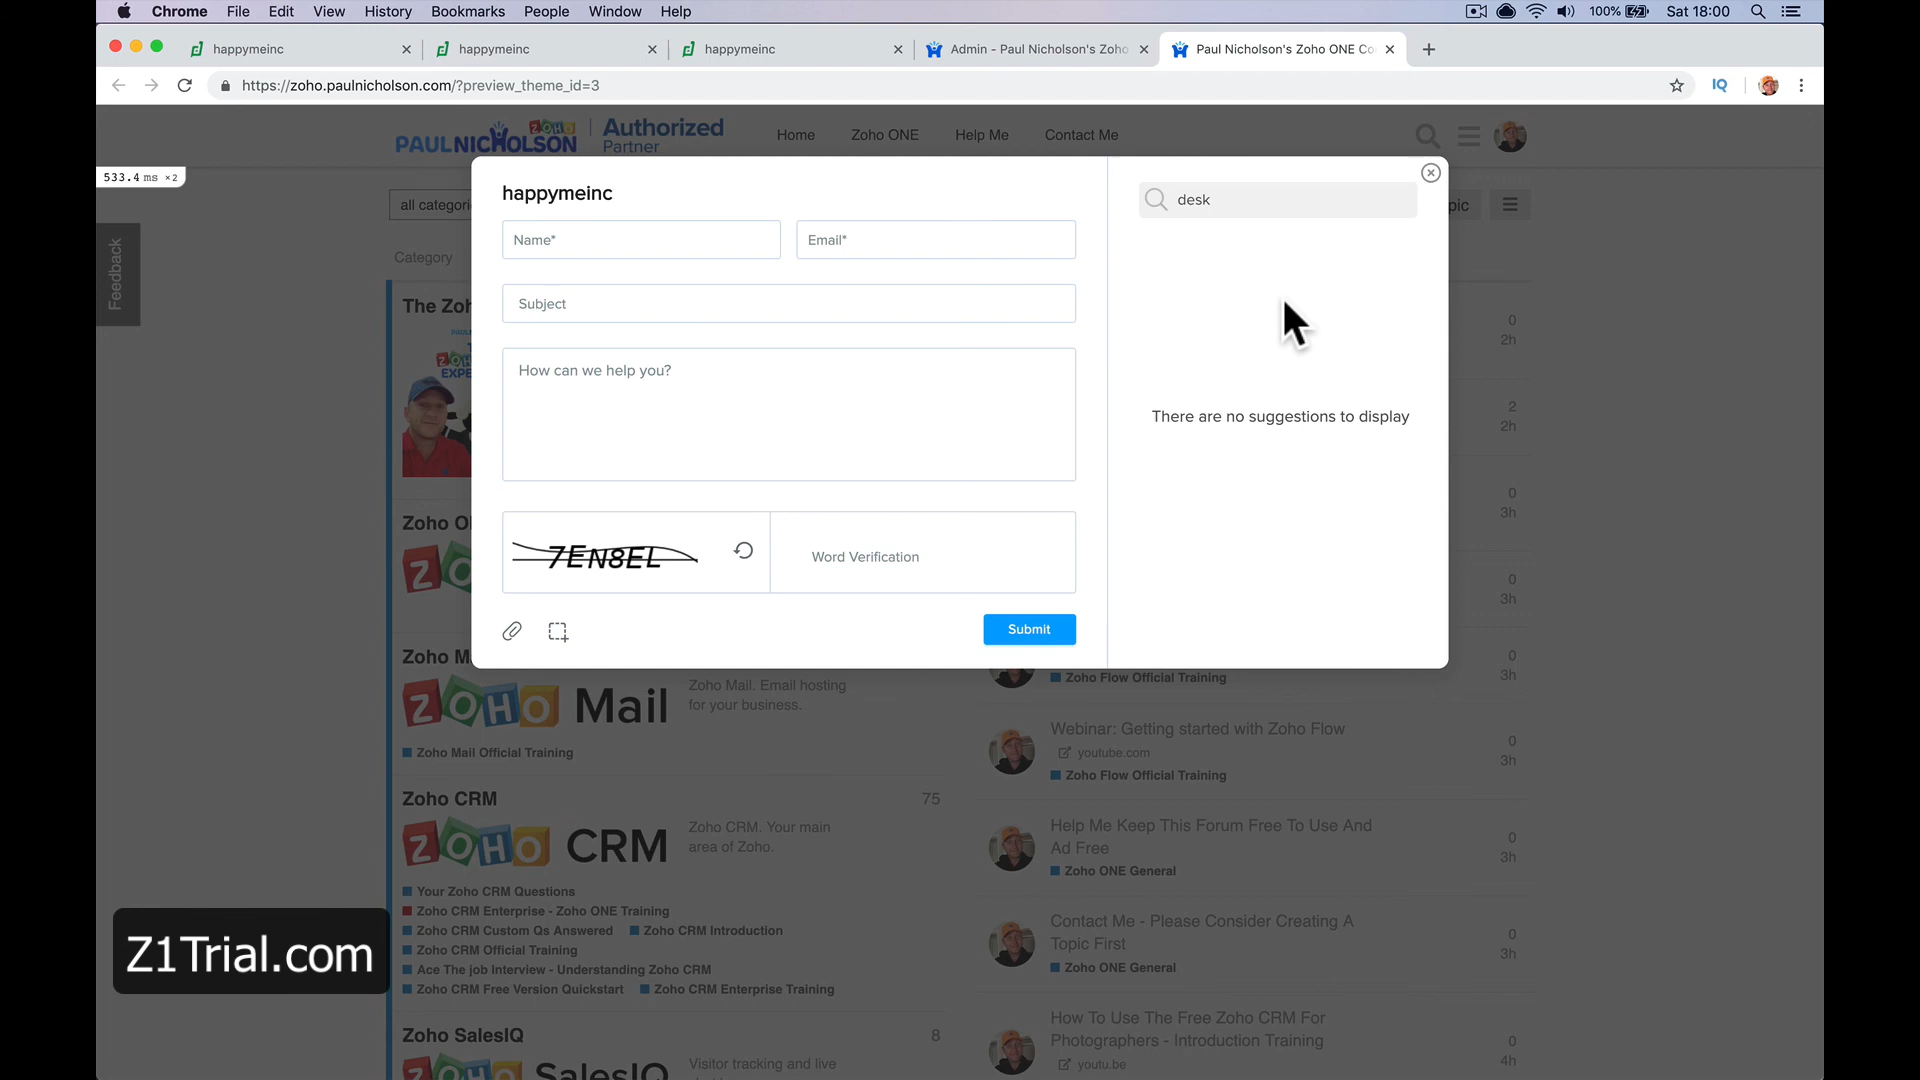 Chrome File Edit View History Bookmarks People Window Help 100% Sat 18:00
happymeinc happymeinc happymeinc Admin - Paul Nicholson's Zoho Paul Nicholson's Zoho ONE Co
https://zoho.paulnicholson.com/?preview_theme_id=3 IQ
PAULNICHOLSON ZOHO Authorized
Partner
Home Zoho ONE Help Me Contact Me
533.4 ms ×2
happymeinc
desk
all categori
pic
Name*
Email*
Feedback
Category
Subject
The Zoh
0
2h
How can we help you?
2
2h
There are no suggestions to display
0
3h
Zoho O
7EN8EL
Word Verification
0
3h
Submit
Zoho M
0
3h
ZOHO Mail
Zoho Mail. Email hosting
for your business.
Zoho Mail Official Training
Zoho Flow Official Training
Webinar: Getting started with Zoho Flow
youtube.com
Zoho Flow Official Training
0
3h
Zoho CRM
75
ZOHO CRM
Zoho CRM. Your main
area of Zoho.
Help Me Keep This Forum Free To Use And
Ad Free
Zoho ONE General
0
3h
Your Zoho CRM Questions
Zoho CRM Enterprise - Zoho ONE Training
Zoho CRM Custom Qs Answered Zoho CRM Introduction
Zoho CRM Official Training
Ace The job Interview - Understanding Zoho CRM
Zoho CRM Free Version Quickstart Zoho CRM Enterprise Training
Contact Me - Please Consider Creating A
Topic First
Zoho ONE General
0
3h
Z1Trial.com
Zoho SalesIQ
8
SalesIQ
Visitor tracking and live
How To Use The Free Zoho CRM For
Photographers - Introduction Training
youtu.be
0
4h